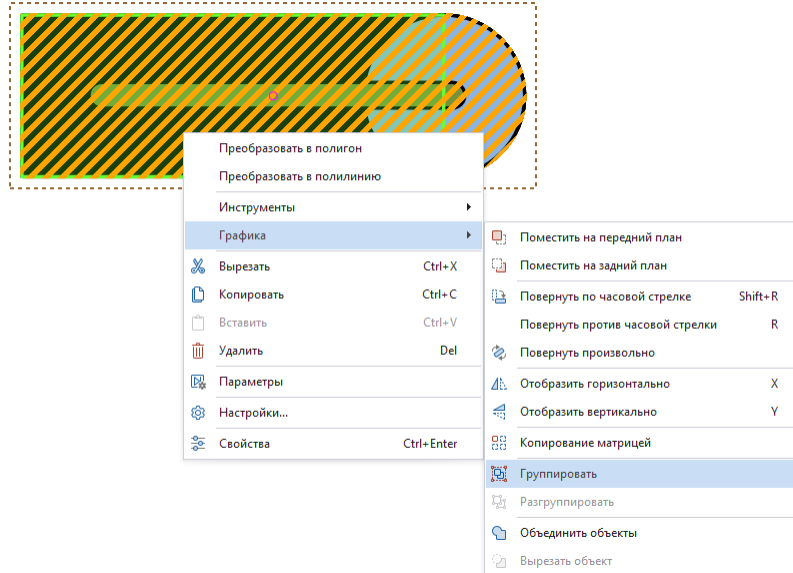 Преобразовать в полигон
Преобразовать в полилинию
Инструменты
Графика
Вырезать Ctrl+X
Копировать Ctrl+C
Вставить Ctrl+V
Удалить Del
Параметры
Настройки...
Свойства Ctrl+Enter
Поместить на передний план
Поместить на задний план
Повернуть по часовой стрелке Shift+R
Повернуть против часовой стрелки R
Повернуть произвольно
Отобразить горизонтально X
Отобразить вертикально Y
Копирование матрицей
Группировать
Разгруппировать
Объединить объекты
Вырезать объект